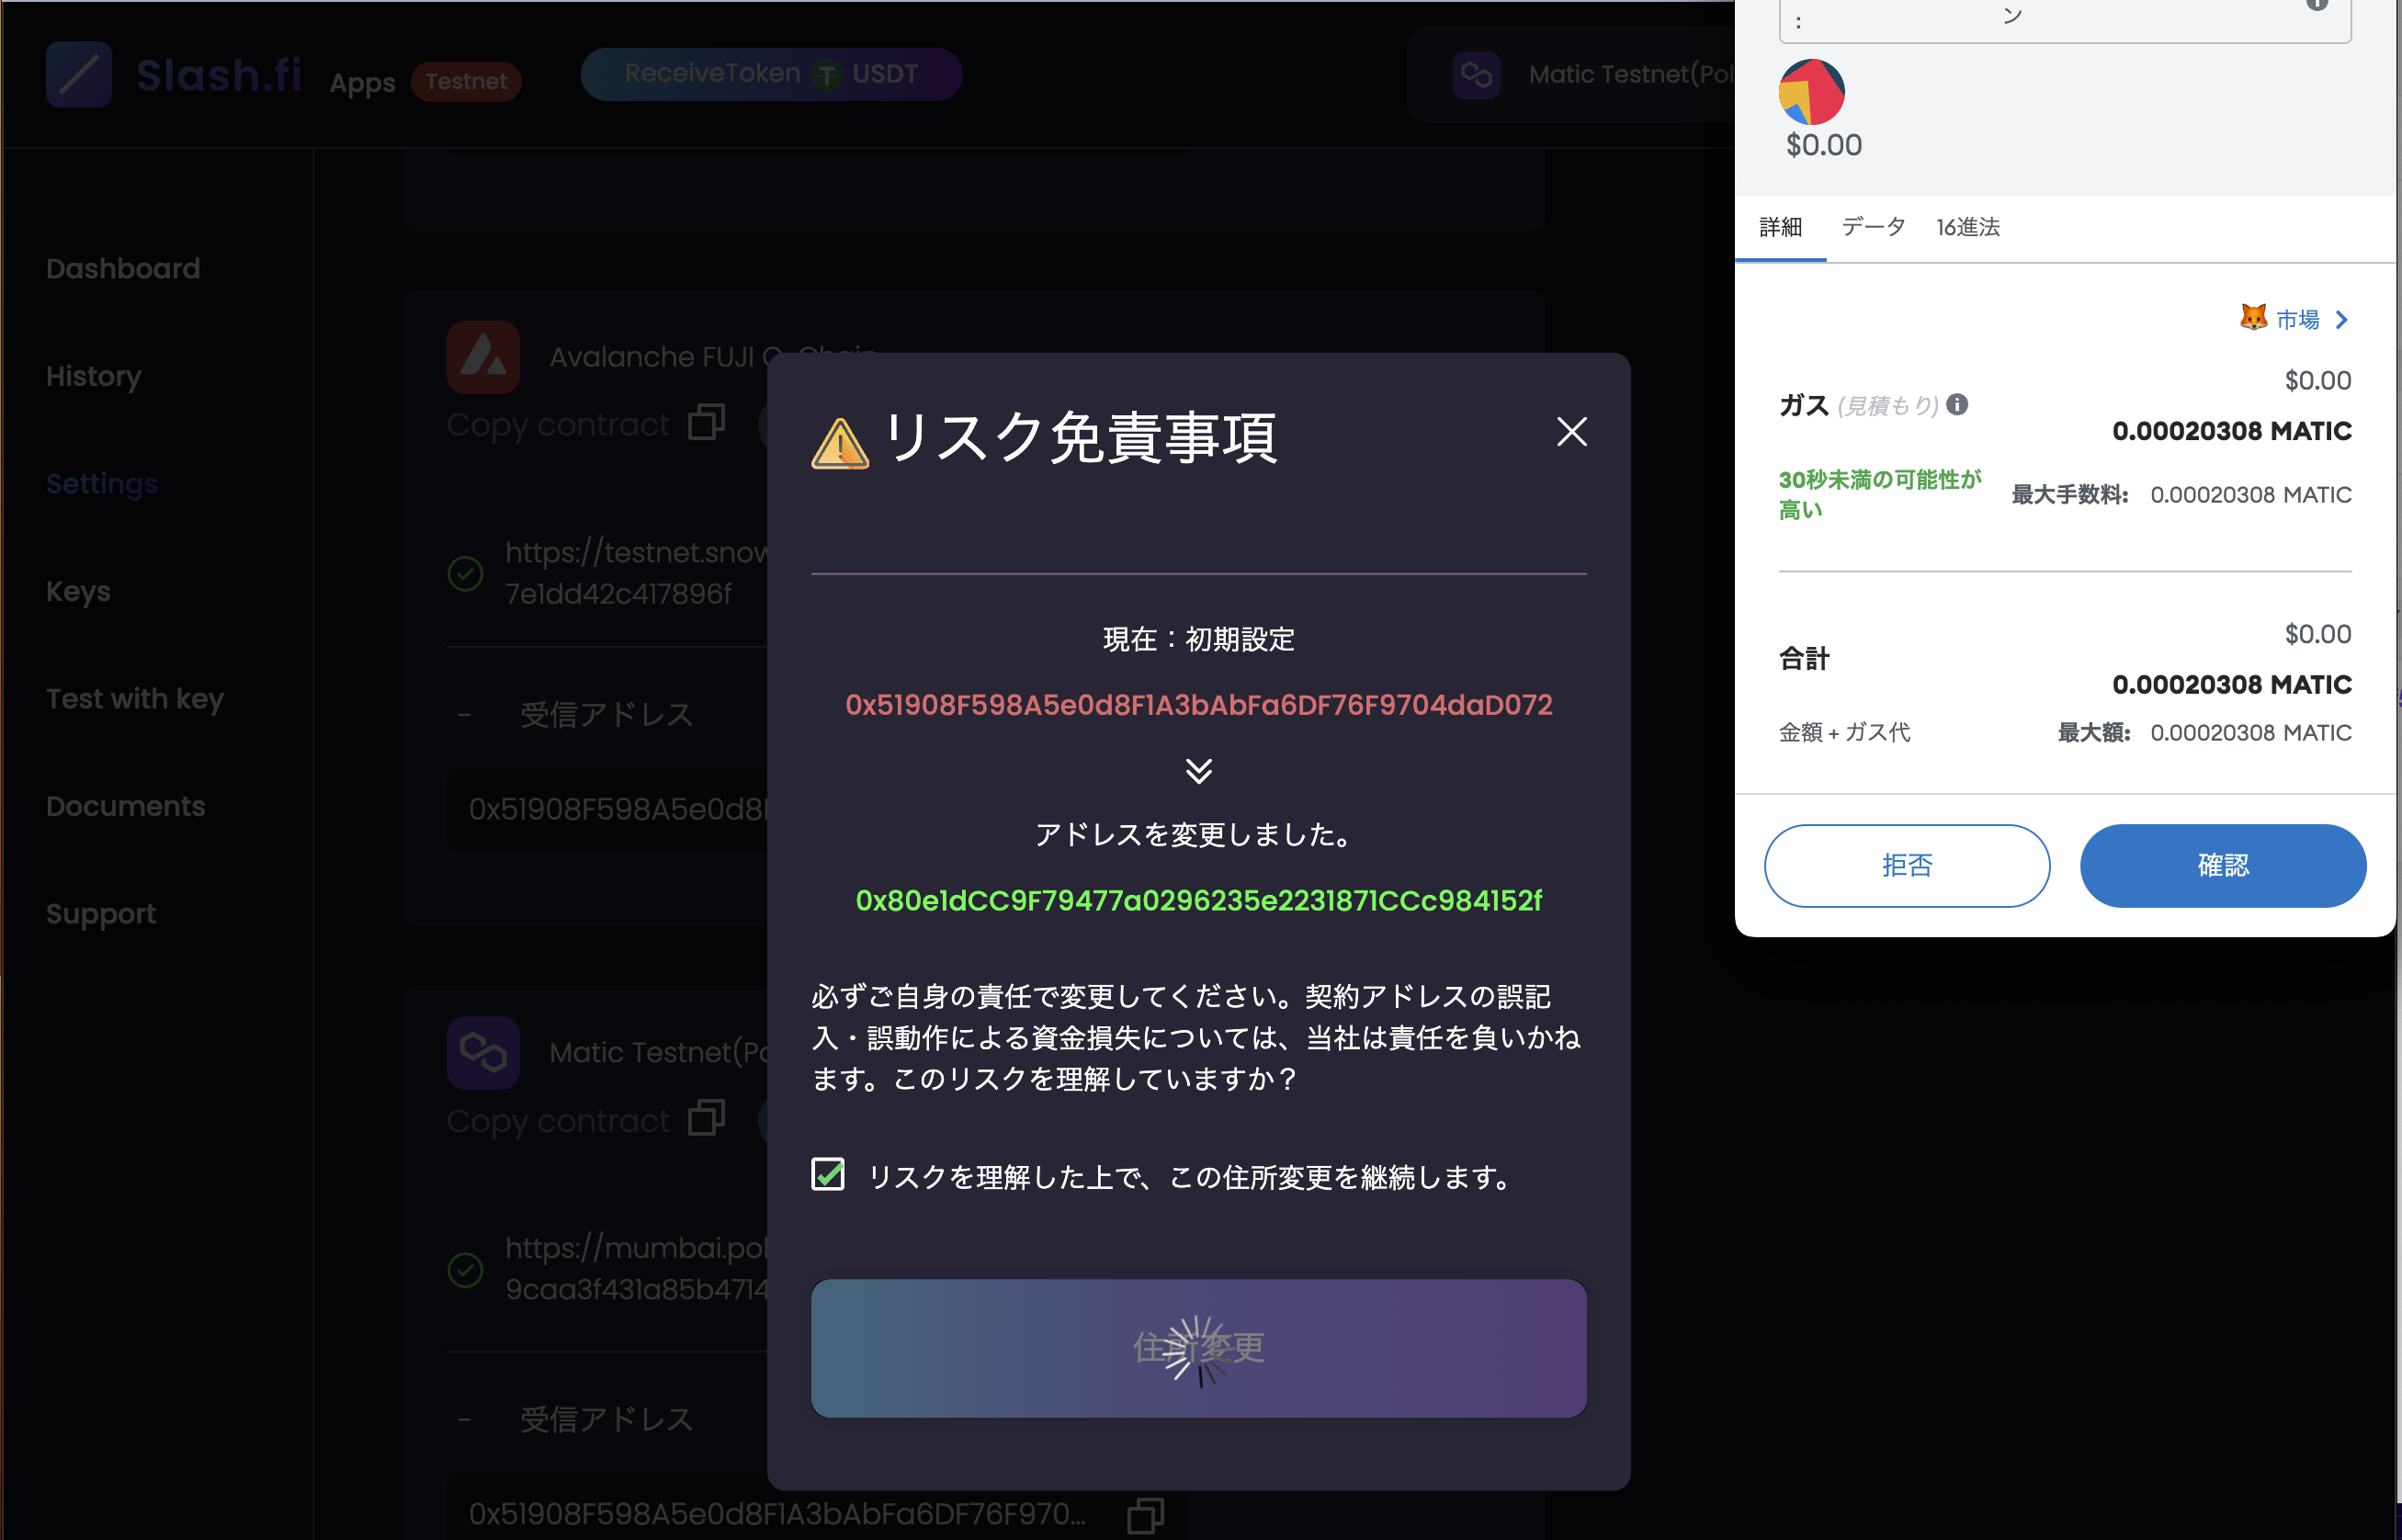 Slash.fi Apps Testnet ReceiveToken USDT Matic Testnet(Pol
Dashboard
History
Settings
Keys
Test with key
Documents
Support
Avalanche FUJI C-Chain
Copy contract
https://testnet.snow
7e1dd42c417896f
- 受信アドレス
0x51908F598A5e0d8F
Matic Testnet(Po
Copy contract
https://mumbai.pol
9caa3f431a85b4714
- 受信アドレス
0x51908F598A5e0d8F1A3bAbFa6DF76F970...
リスク免責事項
現在：初期設定
0x51908F598A5e0d8F1A3bAbFa6DF76F9704daD072
アドレスを変更しました。
0x80e1dCC9F79477a0296235e2231871CCc984152f
必ずご自身の責任で変更してください。契約アドレスの誤記
入・誤動作による資金損失については、当社は責任を負いかね
ます。このリスクを理解していますか？
リスクを理解した上で、この住所変更を継続します。
住所変更
: ン
$0.00
詳細 データ 16進法
市場
$0.00
ガス (見積もり)
0.00020308 MATIC
30秒未満の可能性が
高い
最大手数料: 0.00020308 MATIC
$0.00
合計
0.00020308 MATIC
金額 + ガス代 最大額: 0.00020308 MATIC
拒否 確認